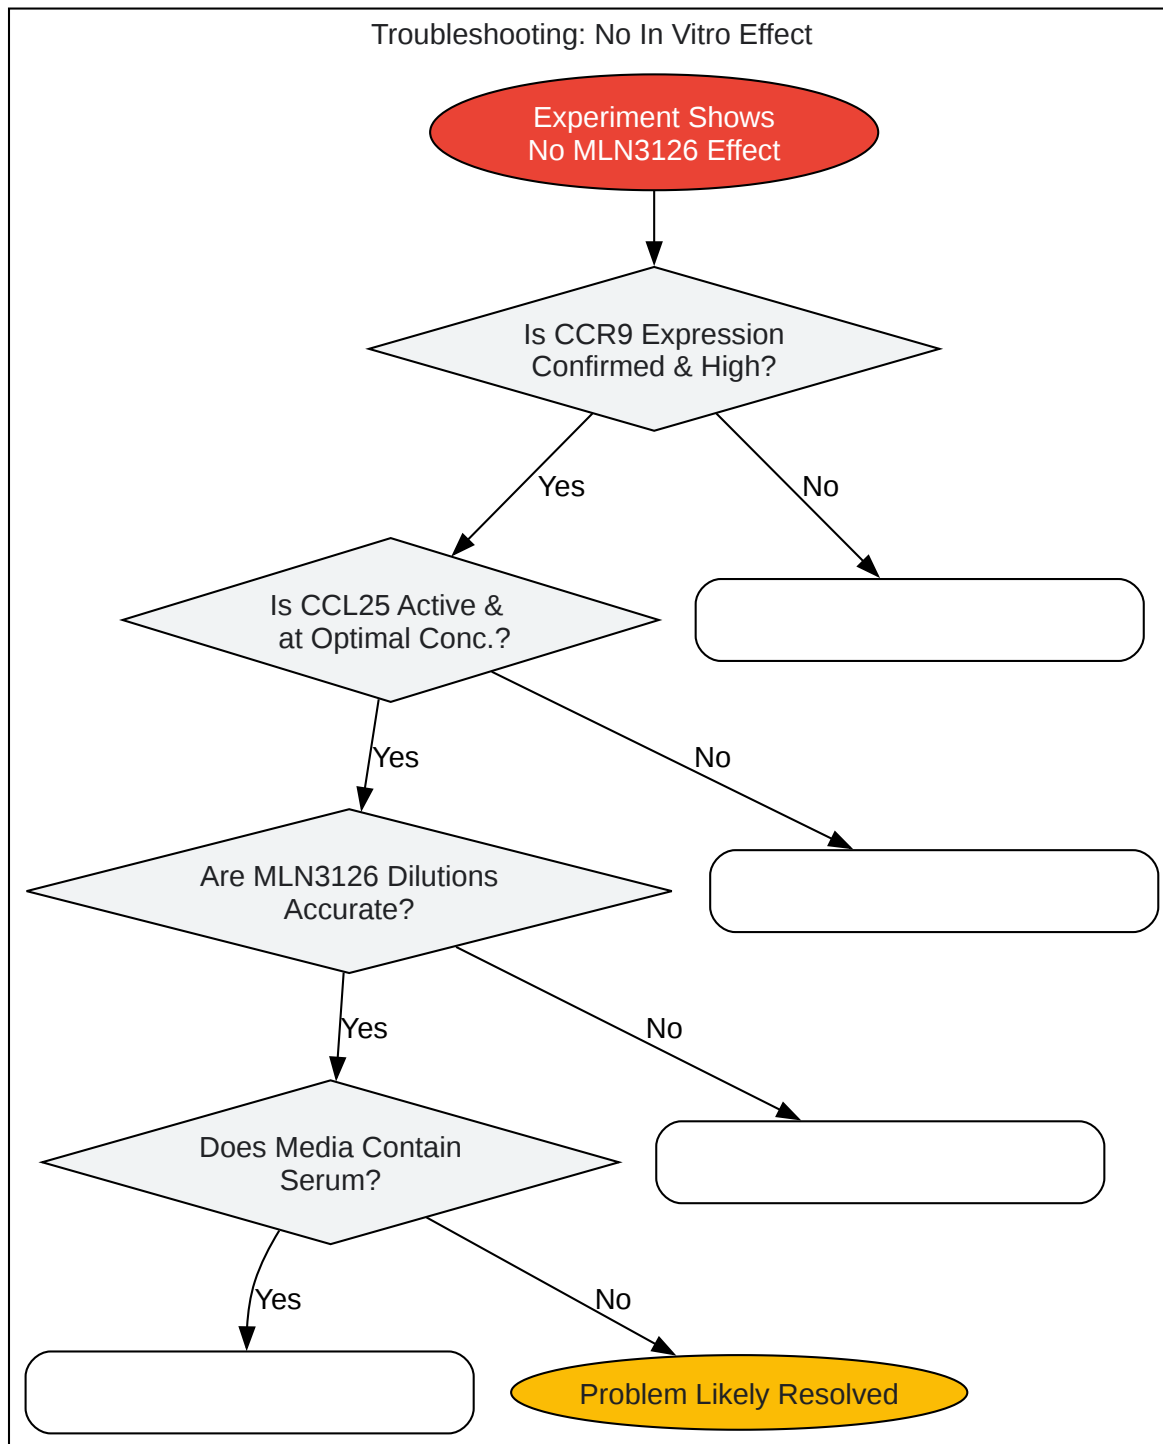 Troubleshooting: No In Vitro Effect
Experiment Shows
No MLN3126 Effect
Is CCR9 Expression
Confirmed & High?
Yes
No
Is CCL25 Active &
at Optimal Conc.?
Yes
No
Are MLN3126 Dilutions
Accurate?
Yes
No
Does Media Contain
Serum?
Yes
No
Problem Likely Resolved